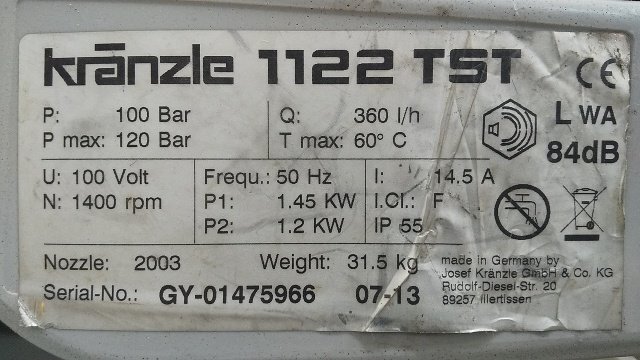 kränzle 1122 TST CE
P: 100 Bar Q: 360 l/h L WA
P max: 120 Bar T max: 60° C 84dB
U: 100 Volt Frequ.: 50 Hz I: 14.5 A
N: 1400 rpm P1: 1.45 KW I.Cl.: F
P2: 1.2 KW IP 55
Nozzle: 2003 Weight: 31.5 kg
Serial-No.: GY-01475966 07-13
made in Germany by
Josef Kränzle GmbH & Co. KG
Rudolf-Diesel-Str. 20
89257 Illertissen